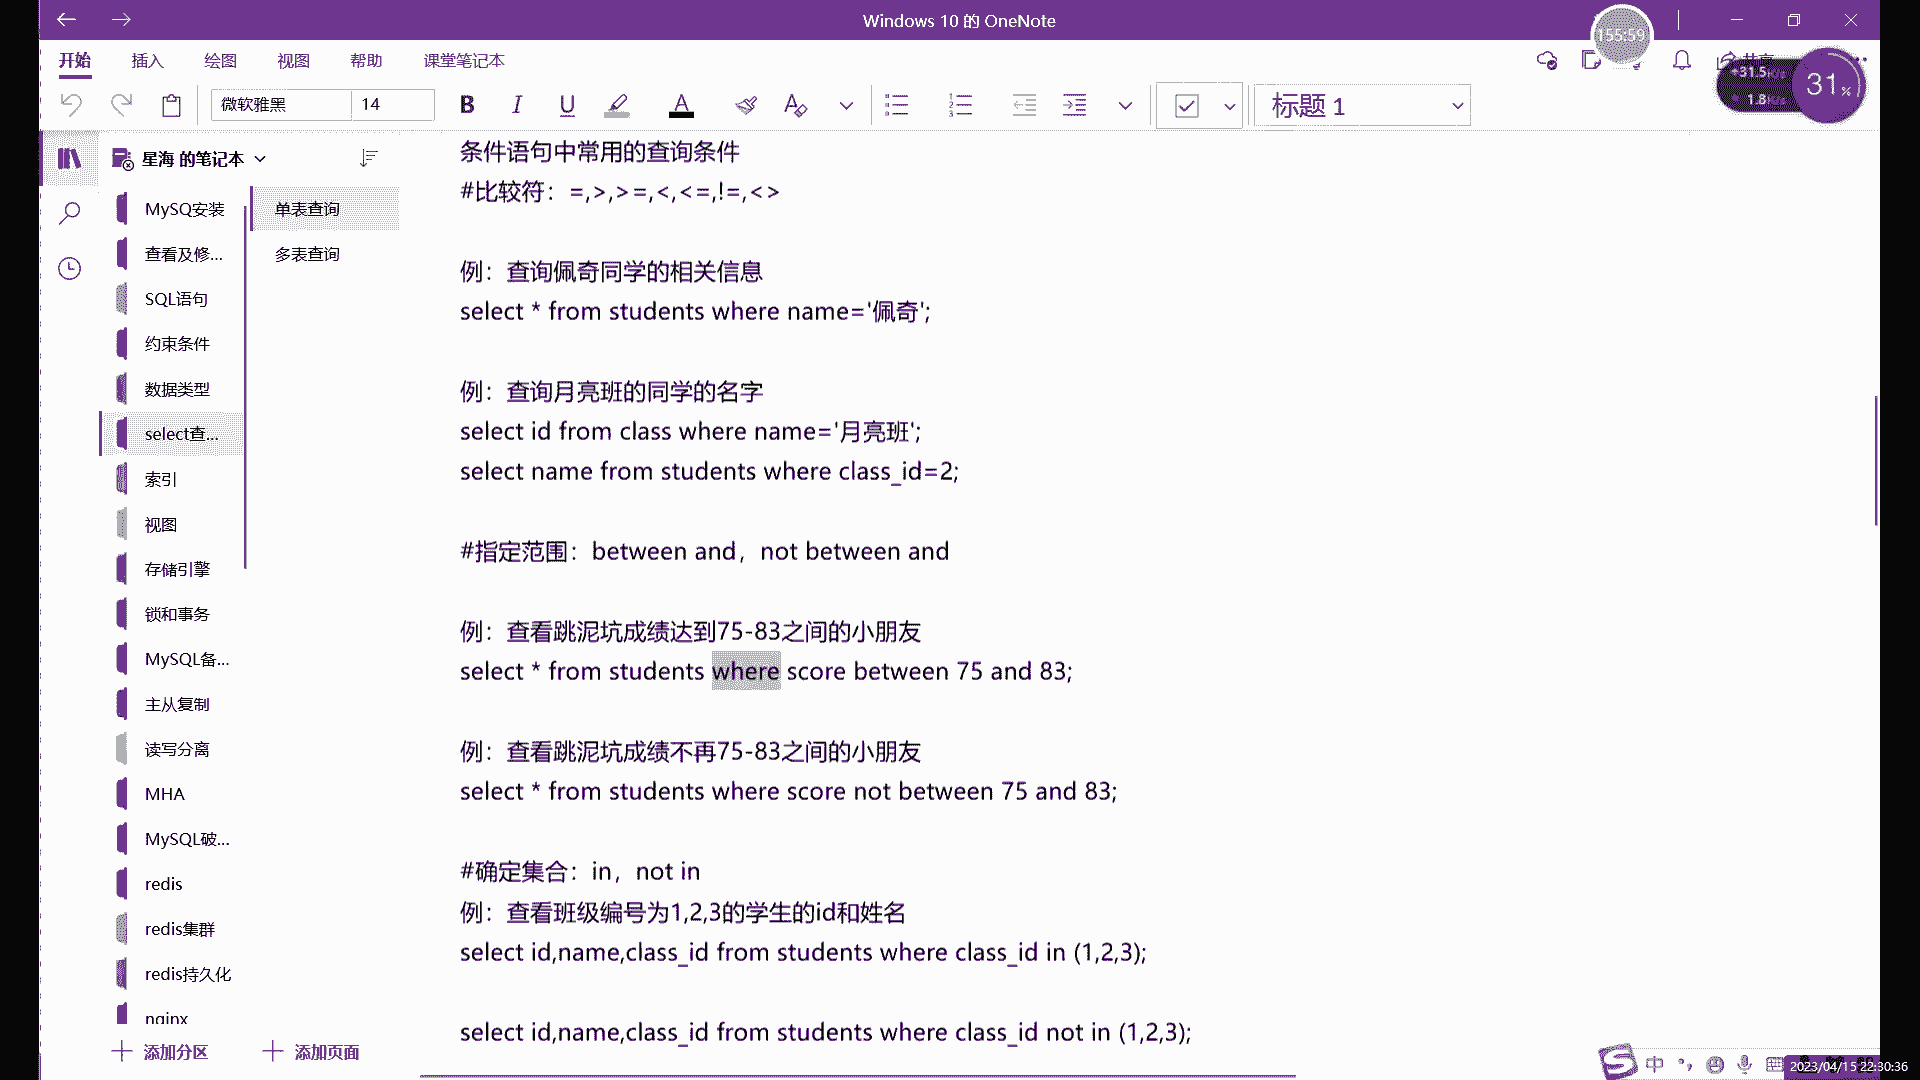 Windows 10 的 OneNote
55:59
开始 插入 绘图 视图 帮助 课堂笔记本
共享
31.5
1.8
31%
微软雅黑 14 B I U A 标题 1
星海 的笔记本
MySQ安装
查看及修...
SQL语句
约束条件
数据类型
select查...
索引
视图
存储引擎
锁和事务
MySQL备...
主从复制
读写分离
MHA
MySQL破...
redis
redis集群
redis持久化
nginx
添加分区
单表查询
多表查询
添加页面
条件语句中常用的查询条件
#比较符：=,>,>=,<,<=,!=,<>
例：查询佩奇同学的相关信息
select * from students where name='佩奇';
例：查询月亮班的同学的名字
select id from class where name='月亮班';
select name from students where class_id=2;
#指定范围：between and，not between and
例：查看跳泥坑成绩达到75-83之间的小朋友
select * from students where score between 75 and 83;
例：查看跳泥坑成绩不再75-83之间的小朋友
select * from students where score not between 75 and 83;
#确定集合：in，not in
例：查看班级编号为1,2,3的学生的id和姓名
select id,name,class_id from students where class_id in (1,2,3);
select id,name,class_id from students where class_id not in (1,2,3);
中
2023/04/15 22:30:36